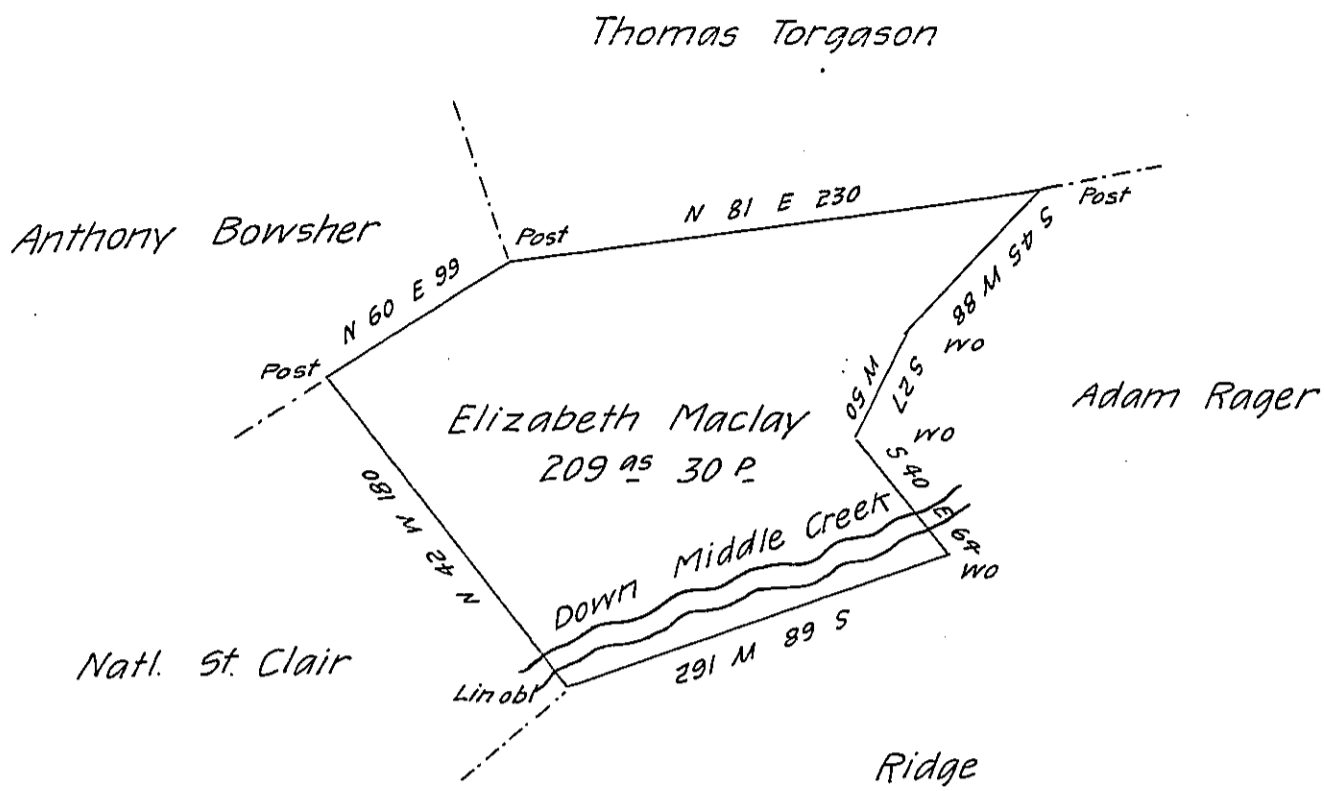 Thomas Torgason
Anthony Bowsher
Post
N 81 E 230
Post
N 60 E 99
Post
S 45 W 88
WO
S 27 W 50
WO
Adam Rager
Elizabeth Maclay
209 as 30 P
N 42 W 180
S 40 E 64
WO
Down Middle Creek
S 68 W 162
Natl. St. Clair
Lin obt
Ridge